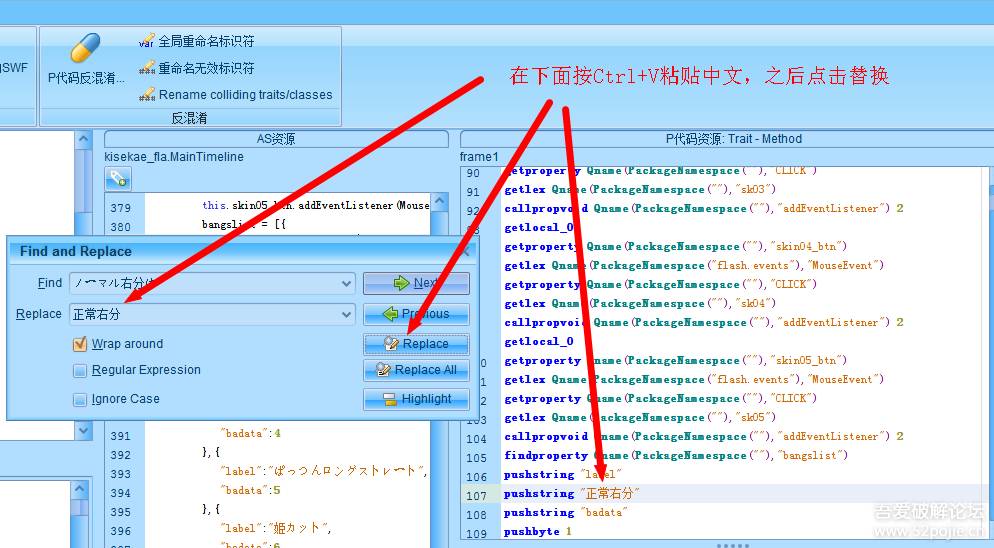 gSWF
P代码反混淆...
全局重命名标识符
重命名无效标识符
Rename colliding traits/classes
反混淆
在下面按Ctrl+V粘贴中文，之后点击替换
AS资源
kisekae_fla.MainTimeline
379 this.skin05_btn.addEventListener(Mouse
380 bangslist = [{
Find and Replace
Find ノーマル右分け
Next
Replace 正常右分
Previous
Wrap around
Replace
Regular Expression
Replace All
Ignore Case
Highlight
391 "badata":4
392 },{
393 "label":"ぱっつんロングストレート",
394 "badata":5
395 },{
396 "label":"姫カット",
"badata":6
P代码资源: Trait - Method
frame1
90 getproperty Qname(PackageNamespace(""),"CLICK")
91 getlex Qname(PackageNamespace(""),"sk03")
92 callpropvoid Qname(PackageNamespace(""),"addEventListener") 2
getlocal_0
getproperty Qname(PackageNamespace(""),"skin04_btn")
getlex Qname(PackageNamespace("flash.events"),"MouseEvent")
getproperty Qname(PackageNamespace(""),"CLICK")
getlex Qname(PackageNamespace(""),"sk04")
callpropvoid Qname(PackageNamespace(""),"addEventListener") 2
getlocal_0
0 getproperty Qname(PackageNamespace(""),"skin05_btn")
1 getlex Qname(PackageNamespace("flash.events"),"MouseEvent")
2 getproperty Qname(PackageNamespace(""),"CLICK")
103 getlex Qname(PackageNamespace(""),"sk05")
104 callpropvoid Qname(PackageNamespace(""),"addEventListener") 2
105 findproperty Qname(PackageNamespace(""),"bangslist")
106 pushstring "label"
107 pushstring "正常右分"
108 pushstring "badata"
109 pushbyte 1
吾爱破解论坛
www.52pojie.cn